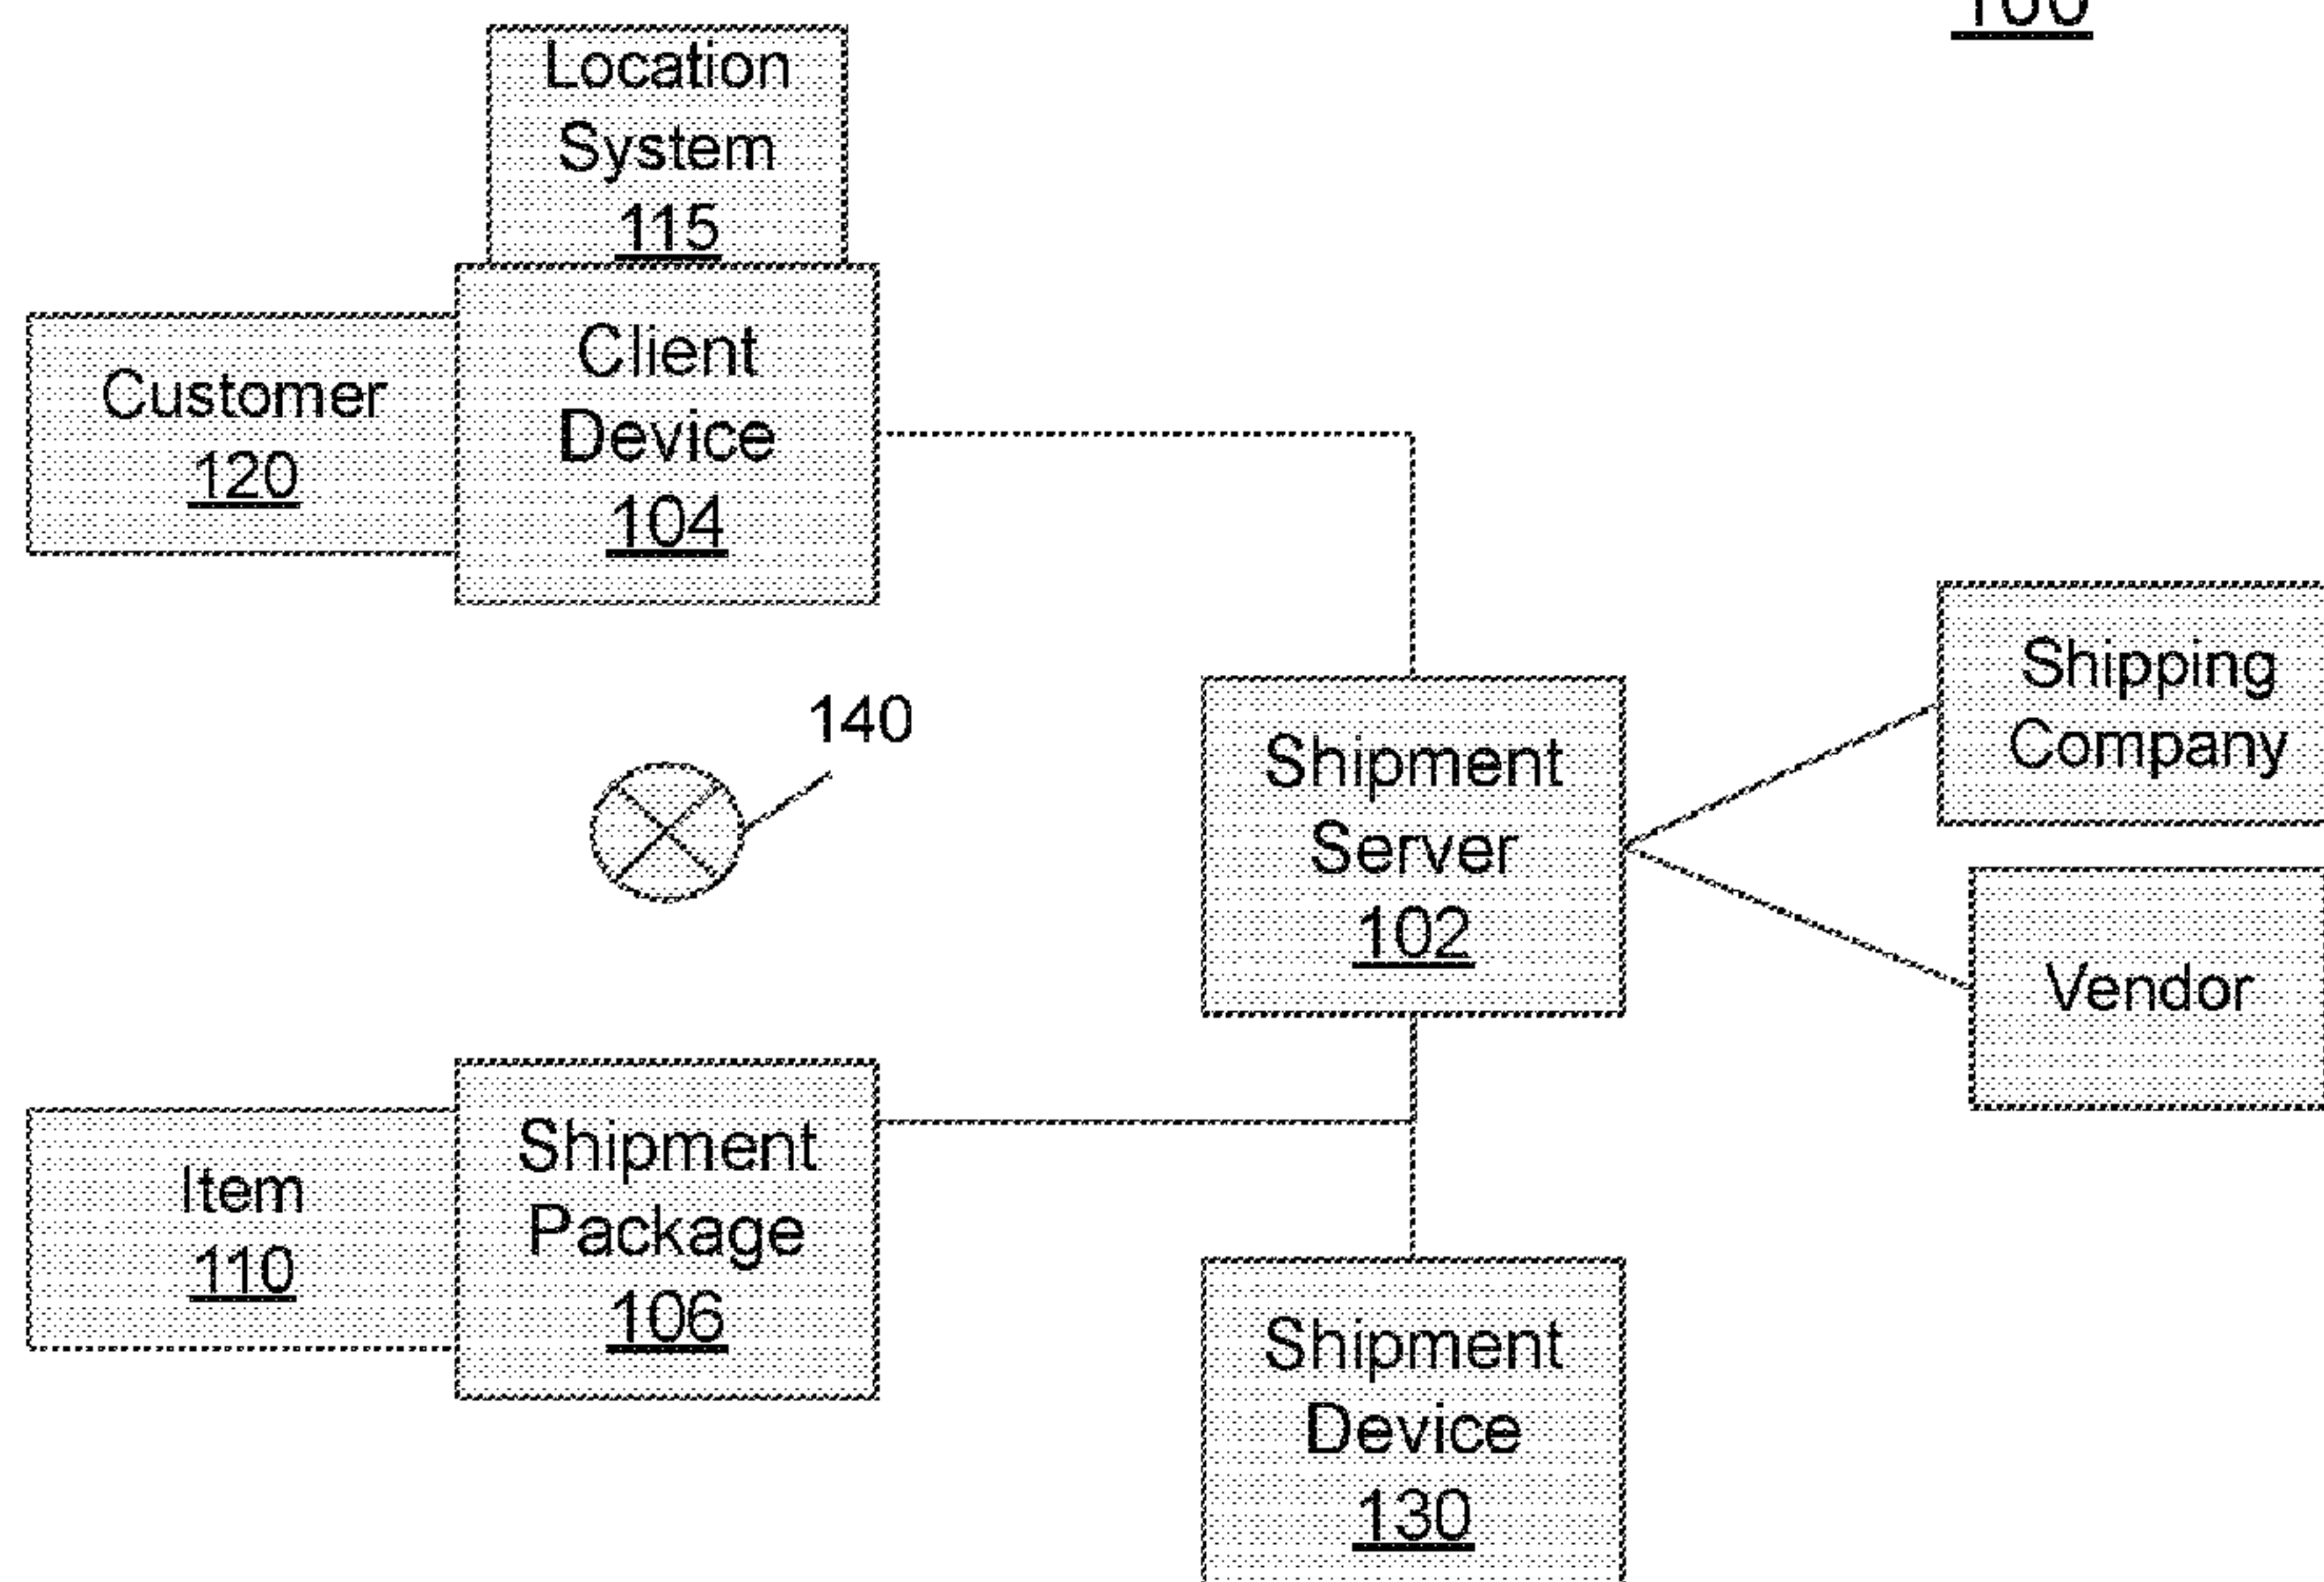 100
Location
System
115
Client
Device
104
Customer
120
140
Shipment
Server
102
Shipping
Company
Vendor
Shipment
Package
106
Item
110
Shipment
Device
130